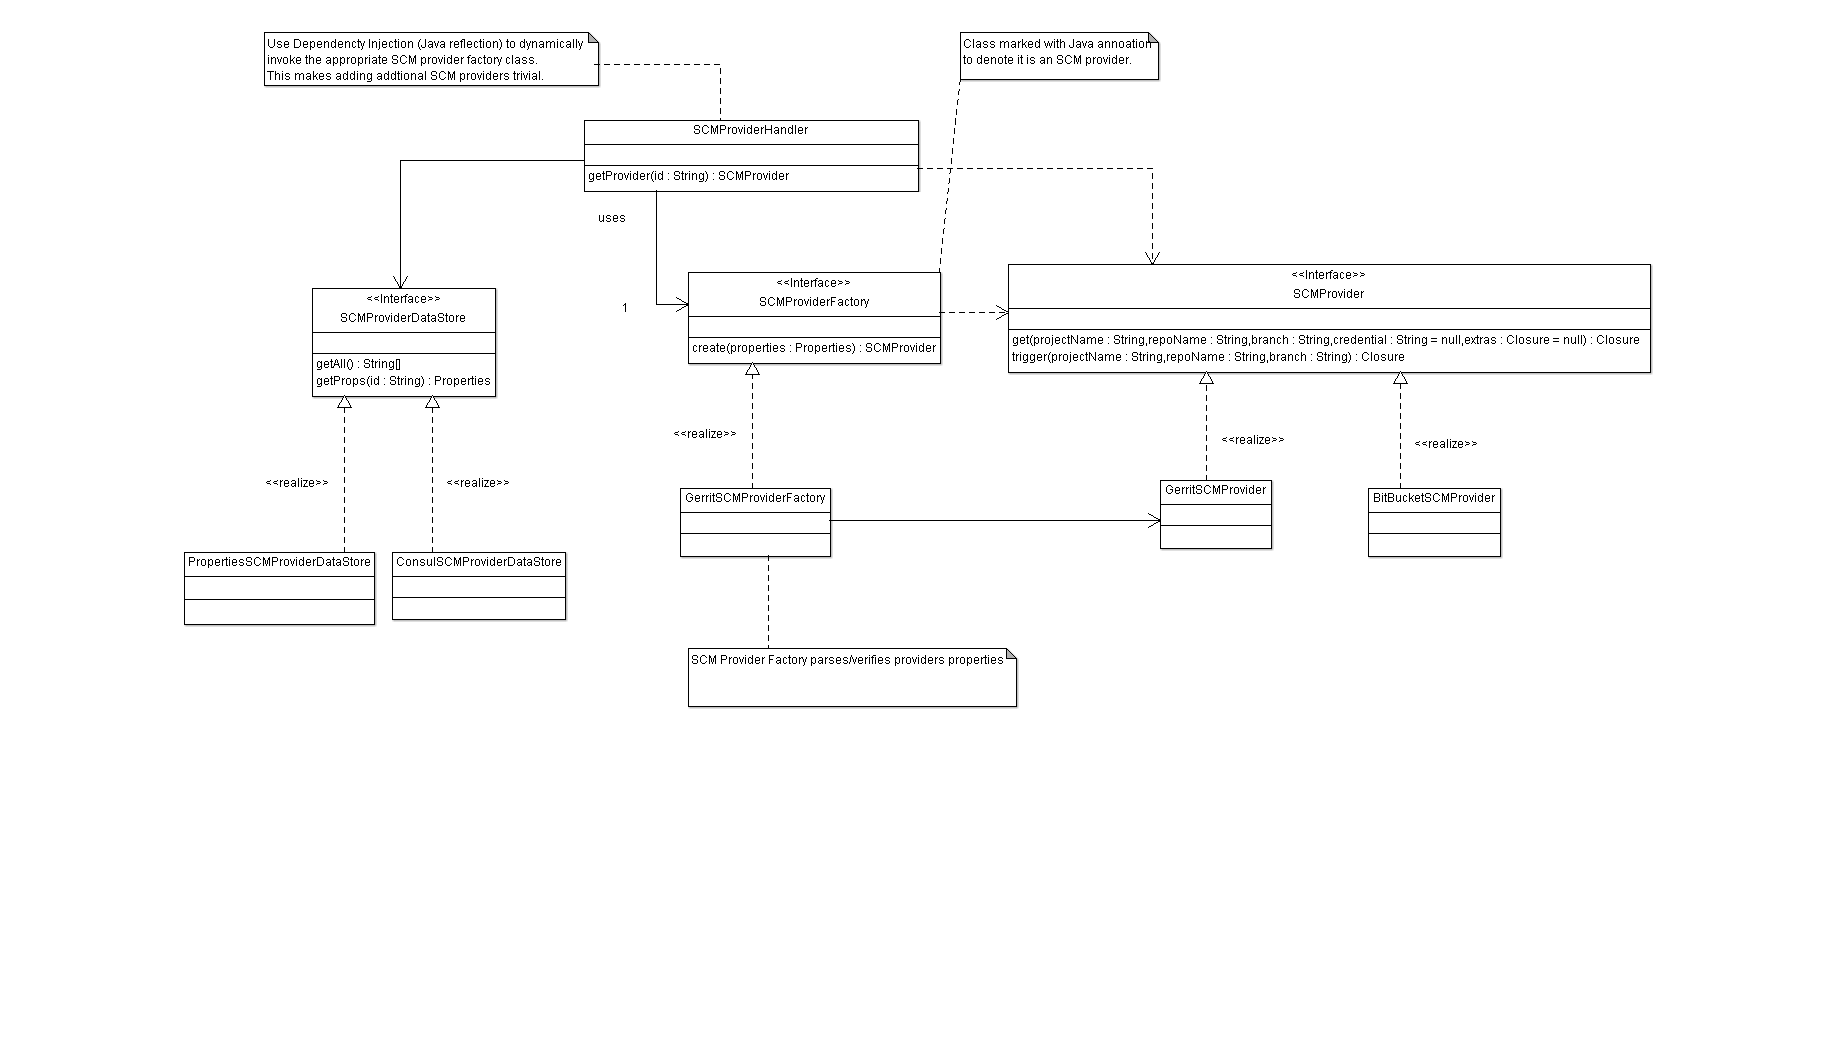 Use Dependencty Injection (Java reflection) to dynamically
invoke the appropriate SCM provider factory class.
This makes adding addtional SCM providers trivial.
Class marked with Java annoation
to denote it is an SCM provider.
SCMProviderHandler
getProvider(id : String) : SCMProvider
uses
1
<<Interface>>
SCMProviderDataStore
getAll() : String[]
getProps(id : String) : Properties
<<Interface>>
SCMProviderFactory
create(properties : Properties) : SCMProvider
<<Interface>>
SCMProvider
get(projectName : String,repoName : String,branch : String,credential : String = null,extras : Closure = null) : Closure
trigger(projectName : String,repoName : String,branch : String) : Closure
<<realize>>
<<realize>>
<<realize>>
<<realize>>
<<realize>>
PropertiesSCMProviderDataStore
ConsulSCMProviderDataStore
GerritSCMProviderFactory
GerritSCMProvider
BitBucketSCMProvider
SCM Provider Factory parses/verifies providers properties